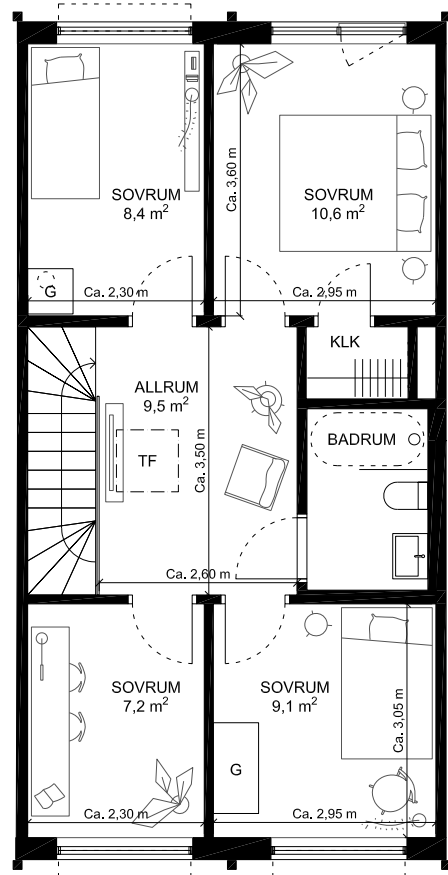 SOVRUM
8,4 m²
SOVRUM
10,6 m²
Ca. 3,60 m
G
Ca. 2,30 m
Ca. 2,95 m
KLK
ALLRUM
9,5 m²
BADRUM
TF
Ca. 3,50 m
Ca. 2,60 m
SOVRUM
7,2 m²
SOVRUM
9,1 m²
Ca. 3,05 m
G
Ca. 2,30 m
Ca. 2,95 m